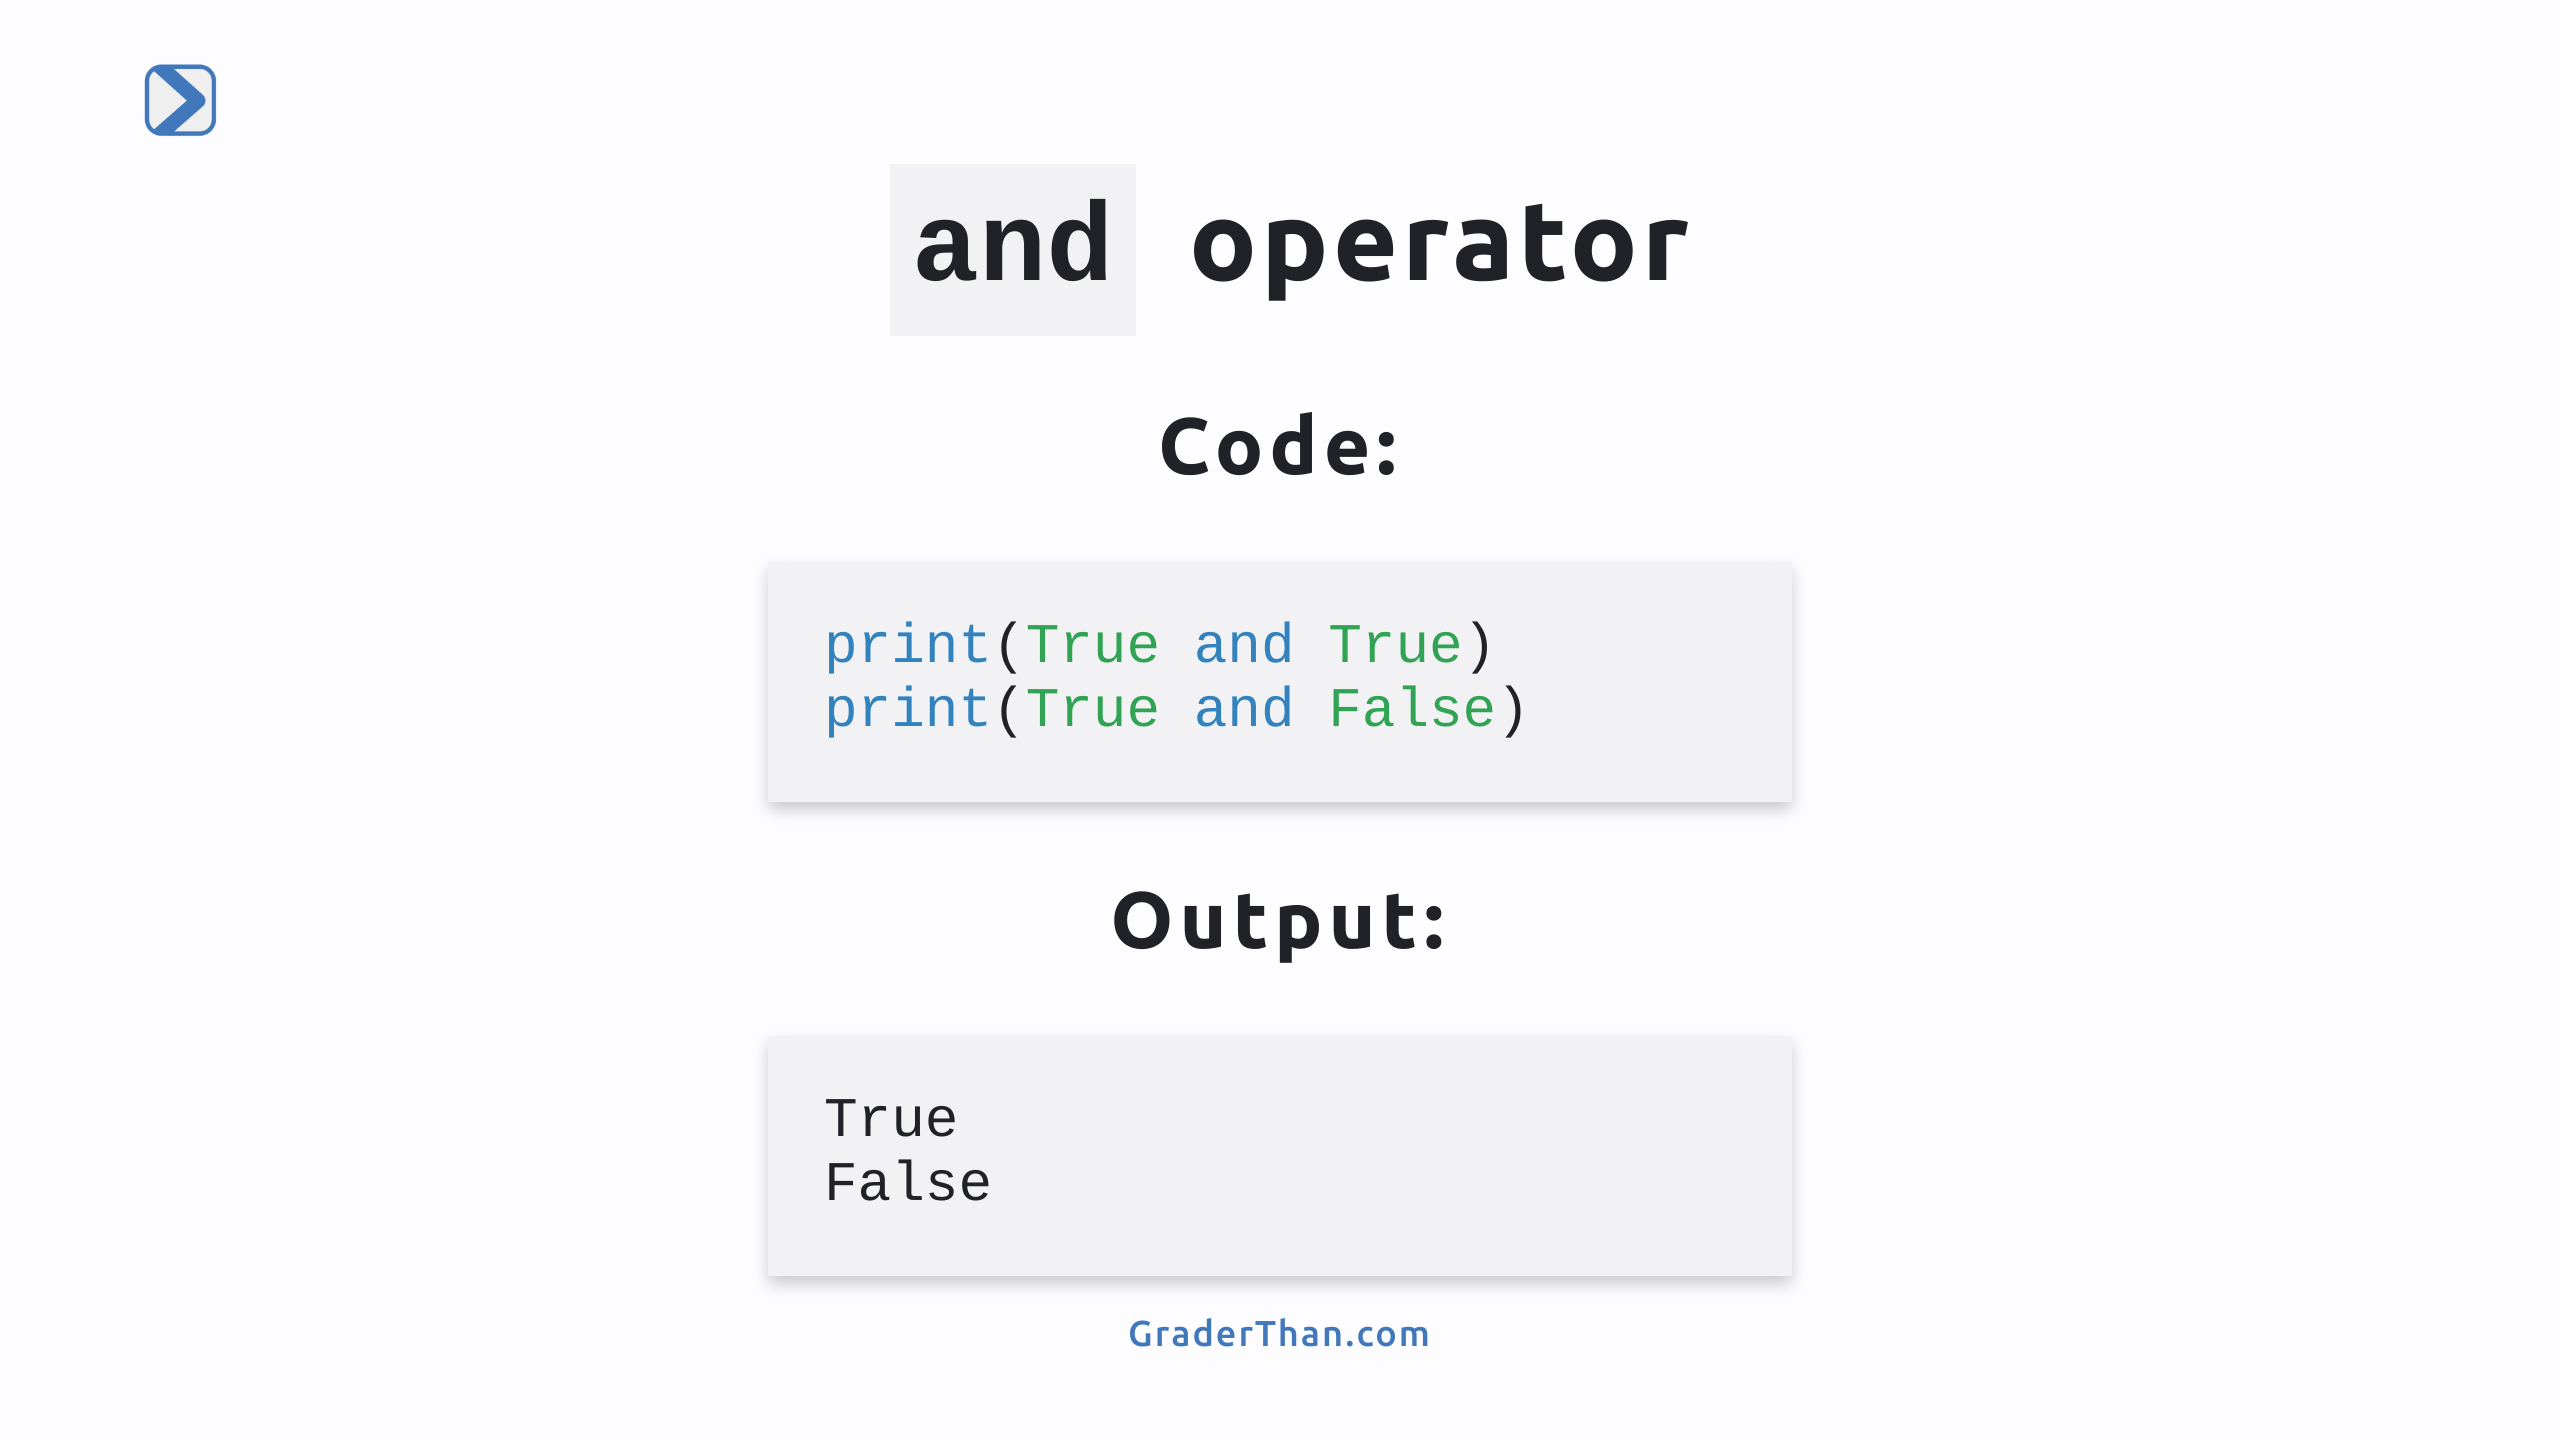 and operator
Code:
print(True and True)
print(True and False)
Output:
True
False
GraderThan.com